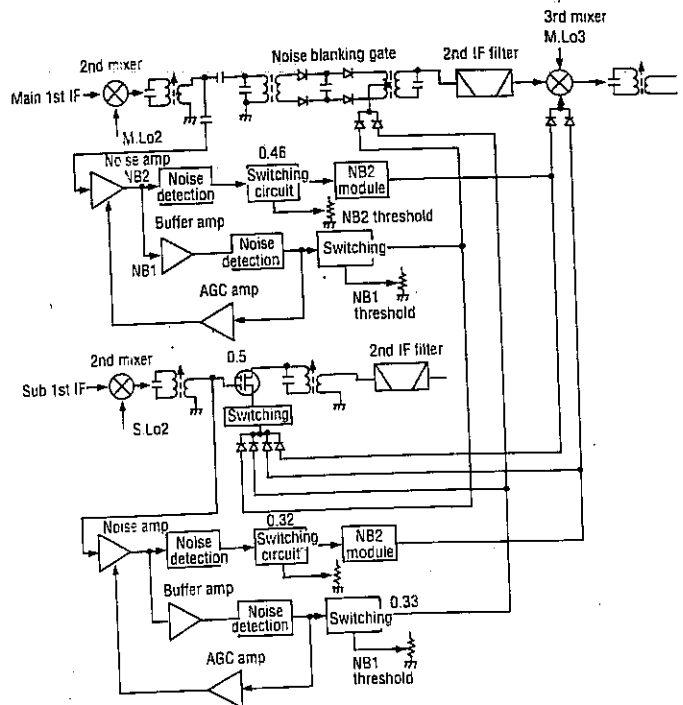 3rd mixer
M.Lo3
2nd mixer
Noise blanking gate
2nd IF filter
Main 1st IF
M.Lo2
Noise amp
NB2
Noise
detection
0.46
Switching
circuit
NB2
module
NB2 threshold
Buffer amp
NB1
Noise
detection
Switching
NB1
threshold
AGC amp
2nd mixer
0.5
2nd IF filter
Sub 1st IF
S.Lo2
Switching
Noise amp
Noise
detection
0.32
Switching
circuit
NB2
module
Buffer amp
Noise
detection
Switching
0.33
NB1
threshold
AGC amp